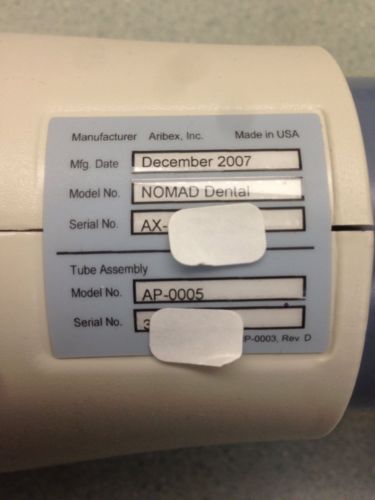 Manufacturer Aribex, Inc. Made in USA
Mfg. Date December 2007
Model No. NOMAD Dental
Serial No. AX-
Tube Assembly
Model No. AP-0005
Serial No. 3
P-0003, Rev. D